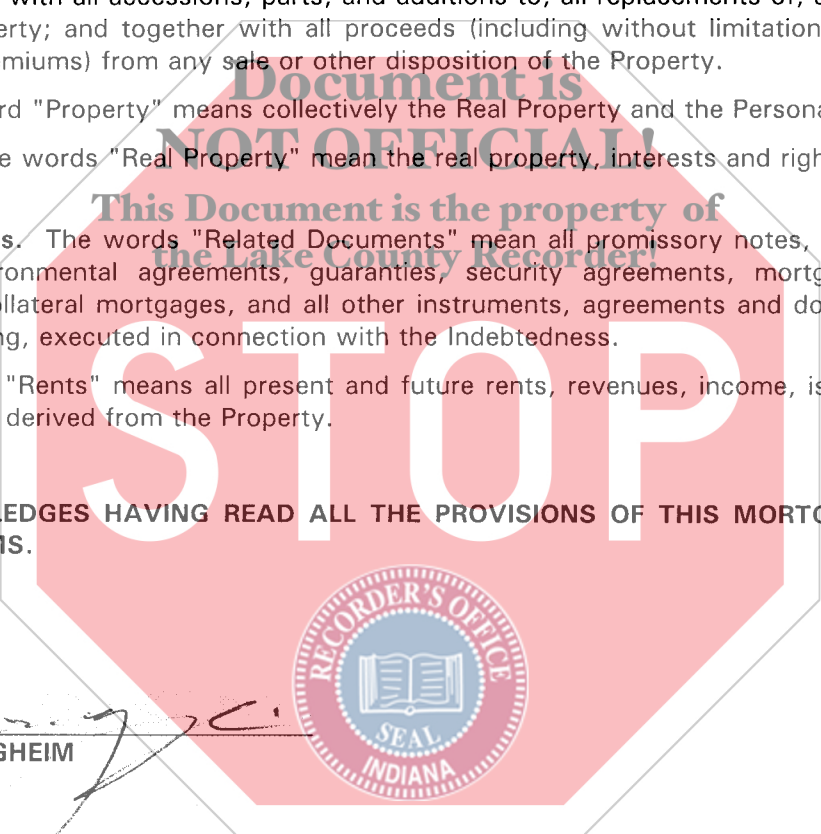 with all accessions, parts, and additions to, all replacements of, a
erty; and together with all proceeds (including without limitation
emiums) from any sale or other disposition of the Property.
Document is
rd "Property" means collectively the Real Property and the Persona
NOT OFFICIAL!
e words "Real Property" mean the real property, interests and righ
This Document is the property of
s. The words "Related Documents" mean all promissory notes,
the Lake County Recorder!
ronmental agreements, guaranties, security agreements, mortg
llateral mortgages, and all other instruments, agreements and do
ng, executed in connection with the Indebtedness.
STOP
"Rents" means all present and future rents, revenues, income, is
derived from the Property.
LEDGES HAVING READ ALL THE PROVISIONS OF THIS MORTG
MS.
RECORDER'S OFFICE
SEAL
INDIANA
GHEIM